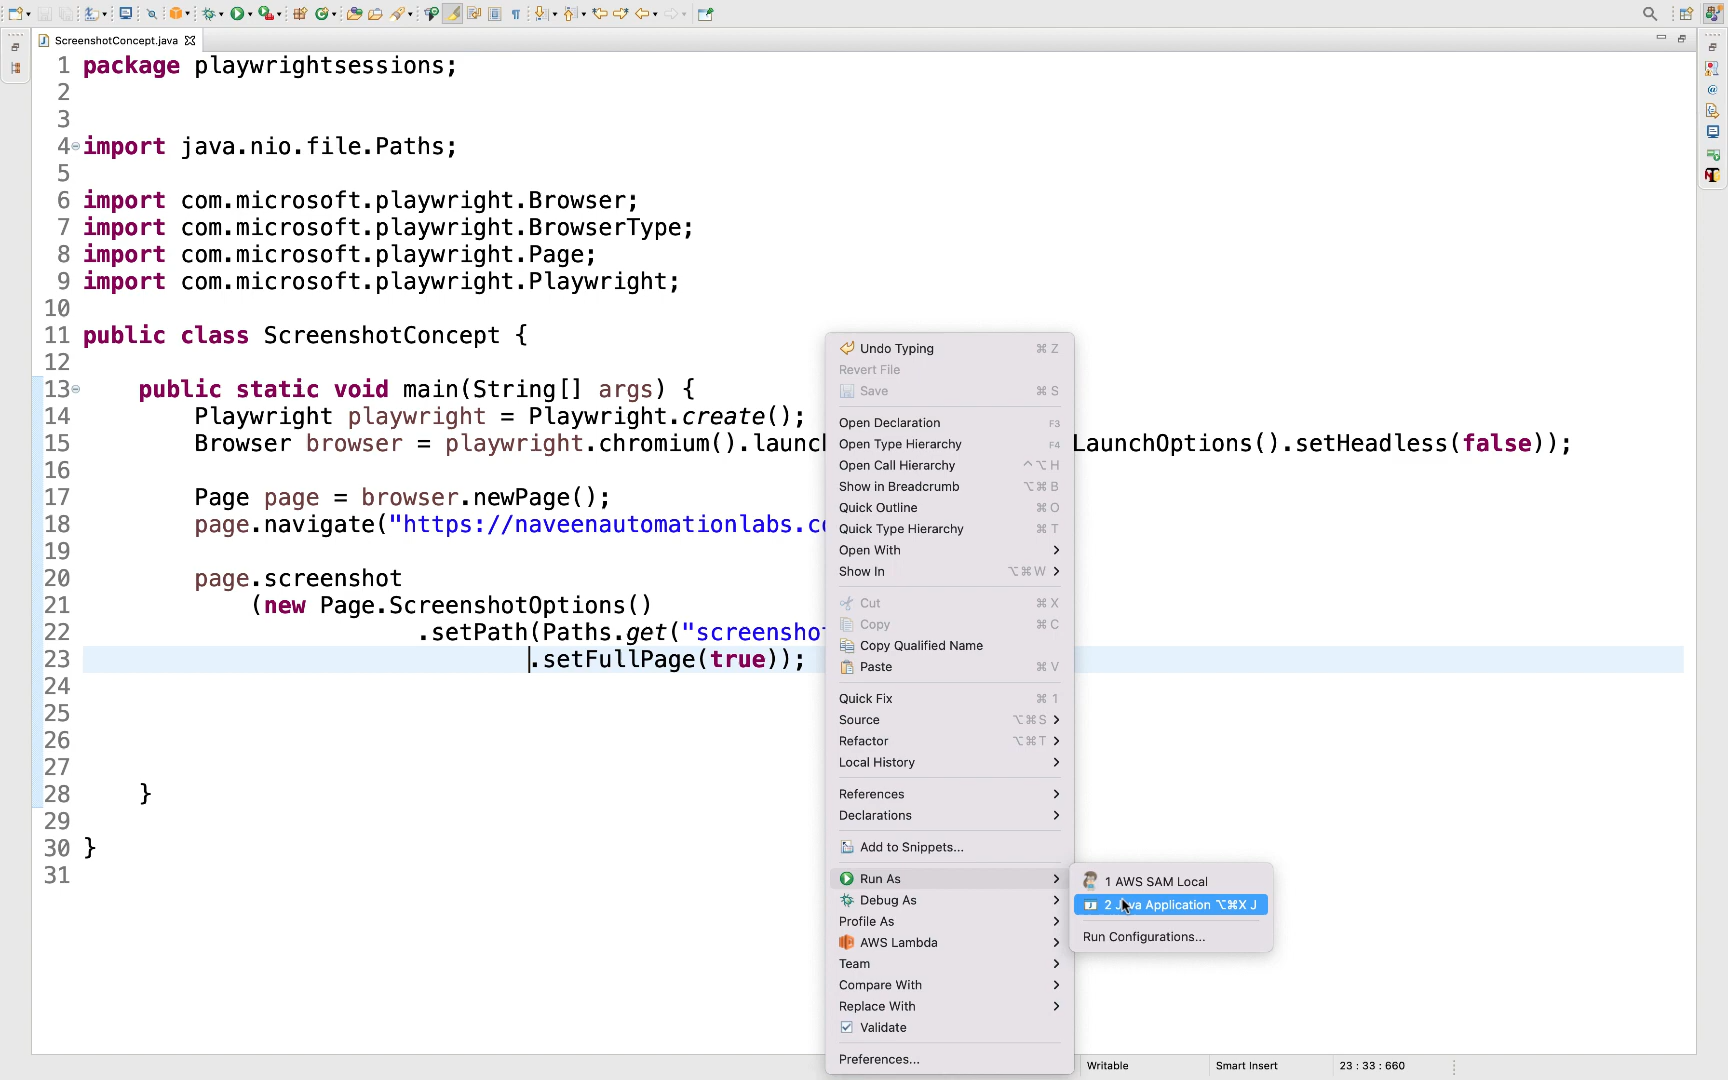 ScreenshotConcept.java
1 package playwrightsessions;
2
3
4 import java.nio.file.Paths;
5
6 import com.microsoft.playwright.Browser;
7 import com.microsoft.playwright.BrowserType;
8 import com.microsoft.playwright.Page;
9 import com.microsoft.playwright.Playwright;
10
11 public class ScreenshotConcept {
12
13 public static void main(String[] args) {
14 Playwright playwright = Playwright.create();
15 Browser browser = playwright.chromium().launch LaunchOptions().setHeadless(false));
16
17 Page page = browser.newPage();
18 page.navigate("https://naveenautomationlabs.co
19
20 page.screenshot
21 (new Page.ScreenshotOptions()
22 .setPath(Paths.get("screensho
23 .setFullPage(true));
24
25
26
27
28 }
29
30 }
31
Undo Typing ⌘ Z
Revert File
Save ⌘ S
Open Declaration F3
Open Type Hierarchy F4
Open Call Hierarchy ^⌥ H
Show in Breadcrumb ⌥⌘ B
Quick Outline ⌘ O
Quick Type Hierarchy ⌘ T
Open With
Show In ⌥⌘ W
Cut ⌘ X
Copy ⌘ C
Copy Qualified Name
Paste ⌘ V
Quick Fix ⌘ 1
Source ⌥⌘ S
Refactor ⌥⌘ T
Local History
References
Declarations
Add to Snippets...
Run As
Debug As
Profile As
AWS Lambda
Team
Compare With
Replace With
Validate
Preferences...
1 AWS SAM Local
2 Java Application ⌥⌘X J
Run Configurations...
Writable
Smart Insert
23 : 33 : 660